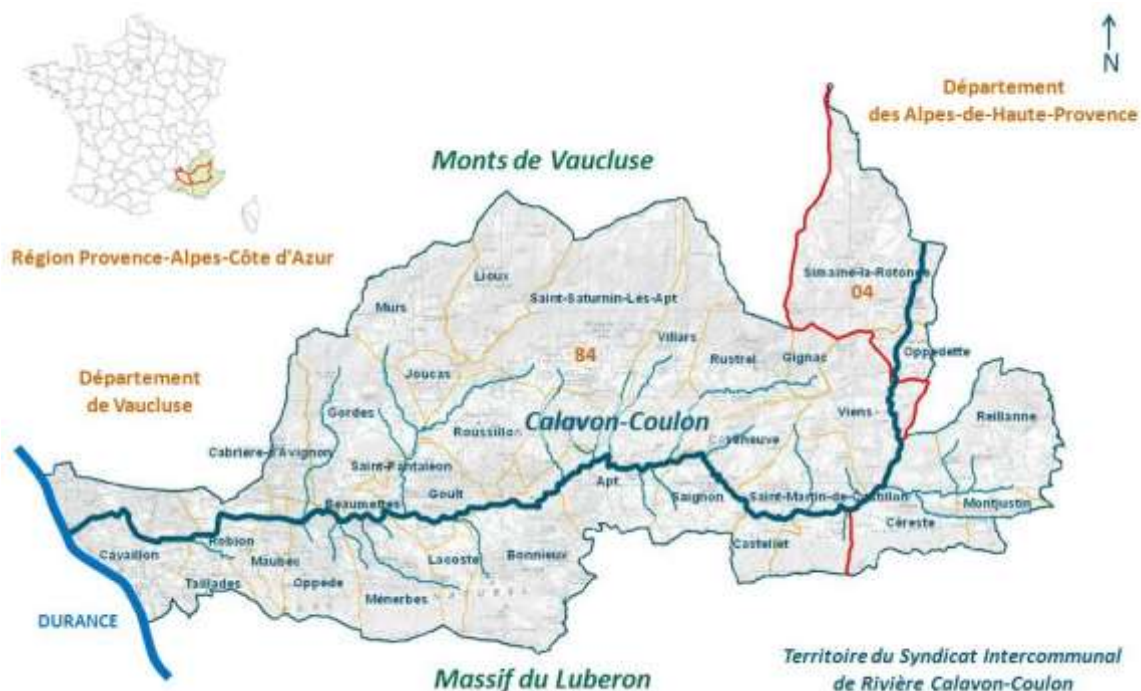 N
Département
des Alpes-de-Haute-Provence
Monts de Vaucluse
Région Provence-Alpes-Côte d'Azur
Simaine-la-Rotonde
04
Lioux
Saint-Saturnin-Lès-Apt
Murs
Villars
84
Rustrel
Gignac
Oppedette
Joucas
Département
de Vaucluse
Gordes
Viens
Reillanne
Calavon-Coulon
Roussillon
Caseneuve
Cabrière-d'Avignon
Saint-Pantaléon
Goult
Apt
Saignon
Saint-Martin-de-Castillon
Montjustin
Beaumettes
Céreste
Robion
Cavaillon
Maubec
Lacoste
Bonnieux
Castellet
Taillades
Oppède
Ménerbes
DURANCE
Massif du Luberon
Territoire du Syndicat Intercommunal
de Rivière Calavon-Coulon